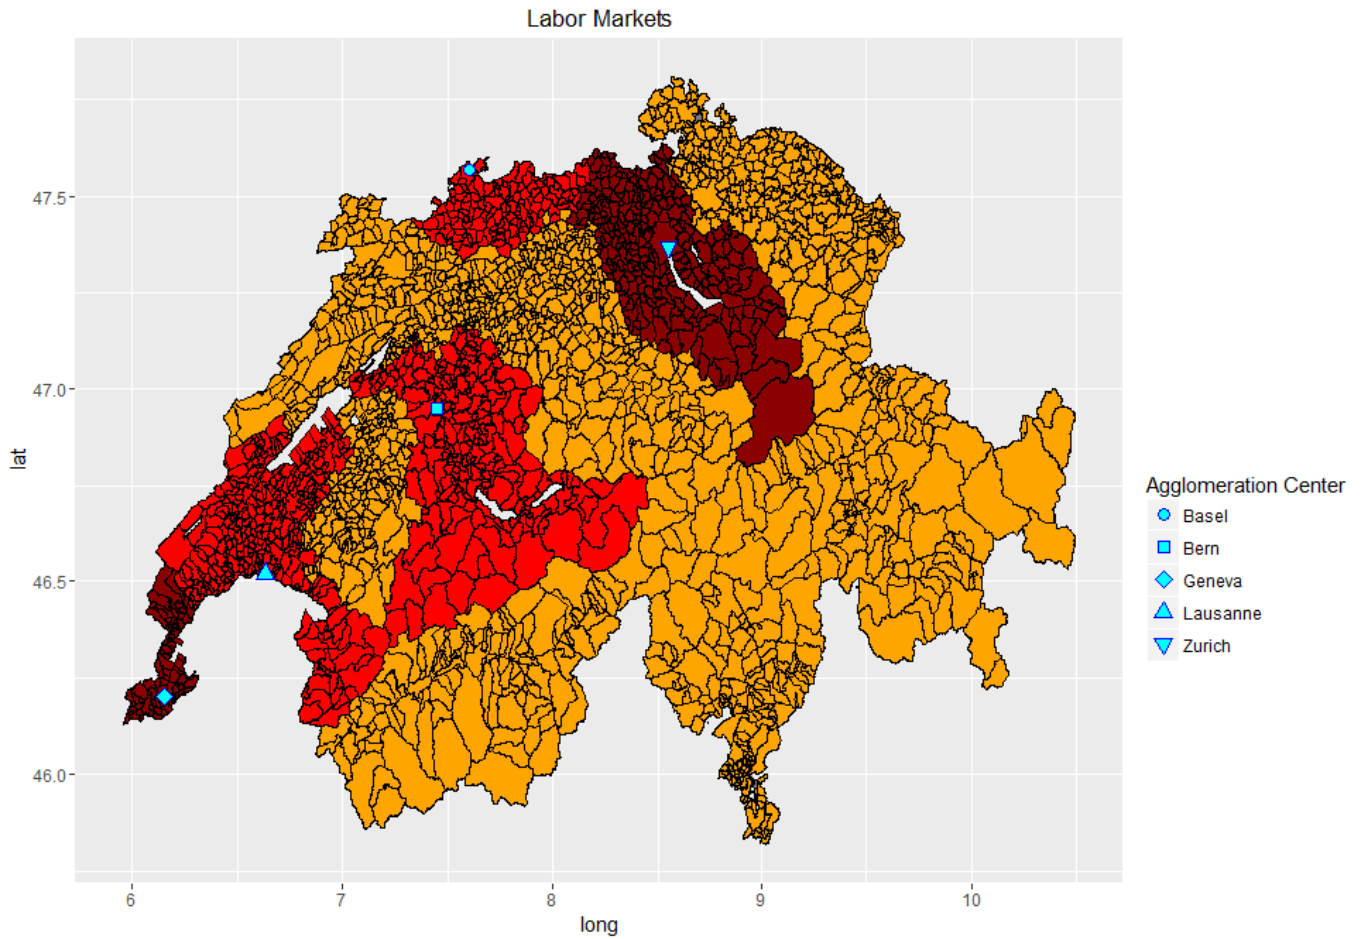 Labor Markets
47.5
47.0
46.5
46.0
lat
6
7
8
9
10
long
Agglomeration Center
Basel
Bern
Geneva
Lausanne
Zurich